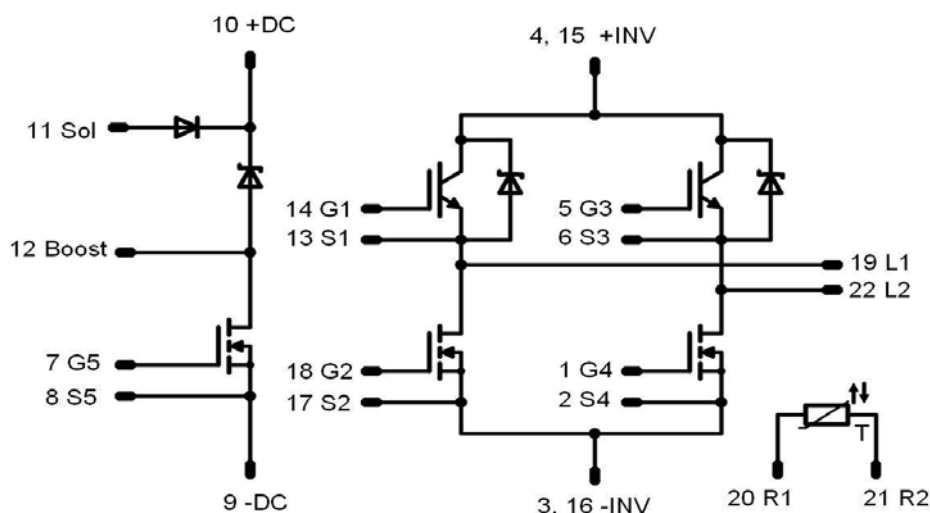 10 +DC
4, 15 +INV
11 Sol
14 G1
5 G3
13 S1
6 S3
12 Boost
19 L1
22 L2
7 G5
18 G2
1 G4
8 S5
17 S2
2 S4
T
9 -DC
3, 16 -INV
20 R1
21 R2